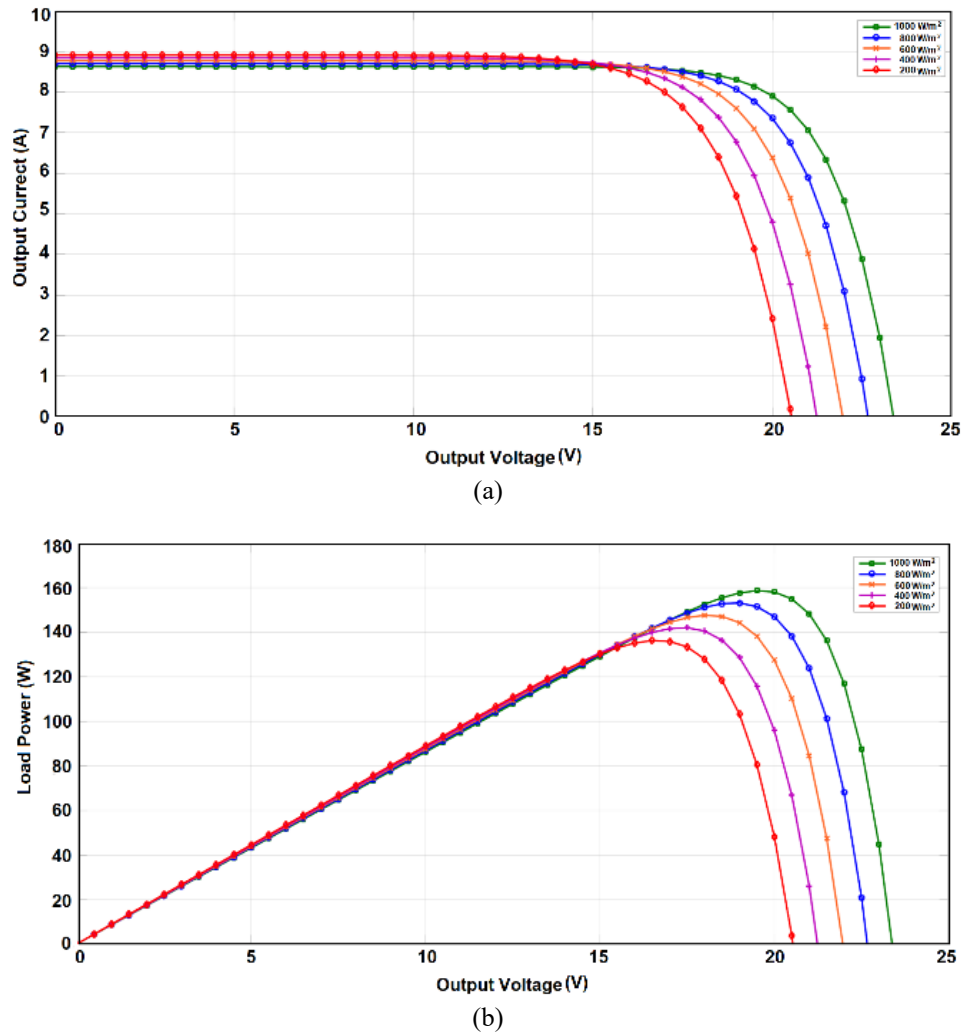 10
9
8
7
6
5
4
3
2
1
0
Output Currect (A)
1000 W/m²
800 W/m²
600 W/m²
400 W/m²
200 W/m²
0
5
10
15
20
25
Output Voltage (V)
(a)
180
160
140
120
100
80
60
40
20
0
Load Power (W)
1000 W/m²
800 W/m²
600 W/m²
400 W/m²
200 W/m²
0
5
10
15
20
25
Output Voltage (V)
(b)